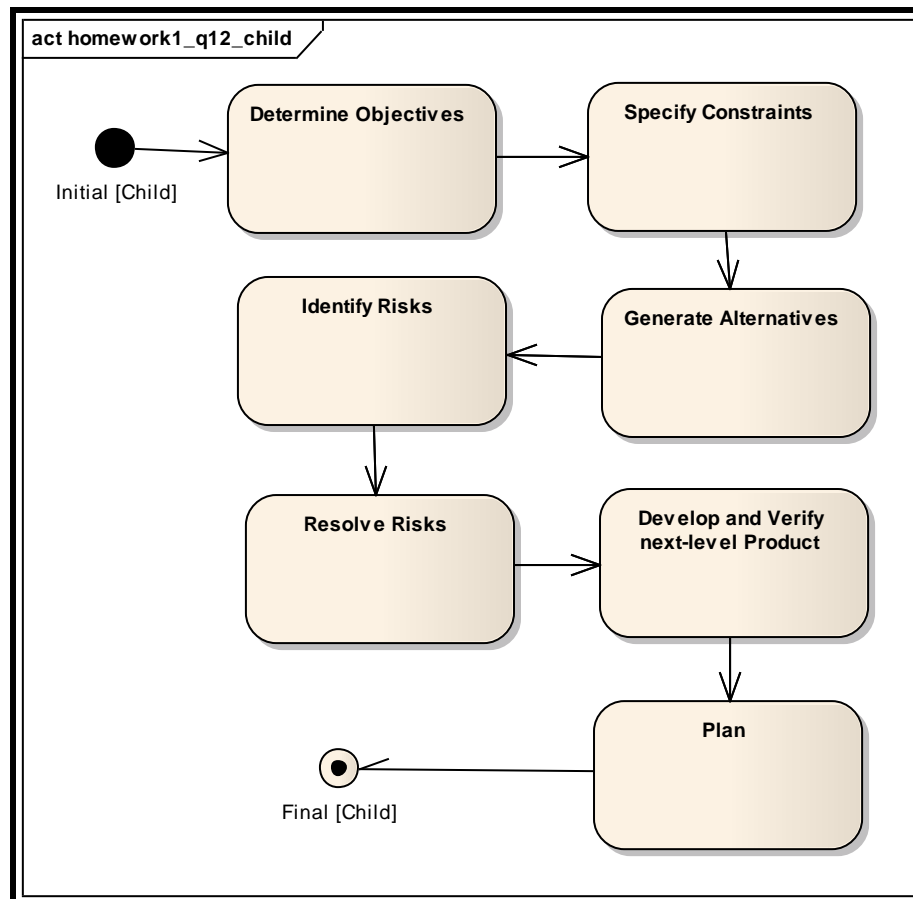 act homework1_q12_child
Determine Objectives
Specify Constraints
Initial [Child]
Identify Risks
Generate Alternatives
Resolve Risks
Develop and Verify
next-level Product
Plan
Final [Child]